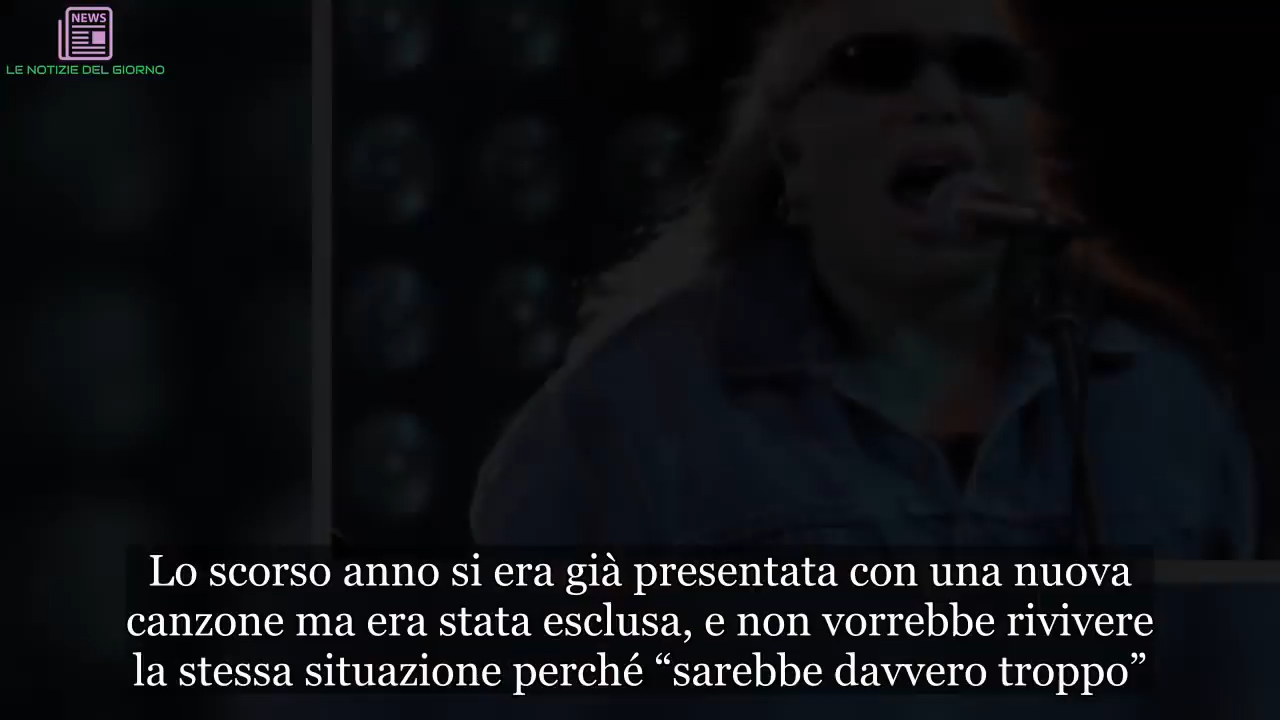 NEWS
LE NOTIZIE DEL GIORNO
Lo scorso anno si era già presentata con una nuova
canzone ma era stata esclusa, e non vorrebbe rivivere
la stessa situazione perché “sarebbe davvero troppo”